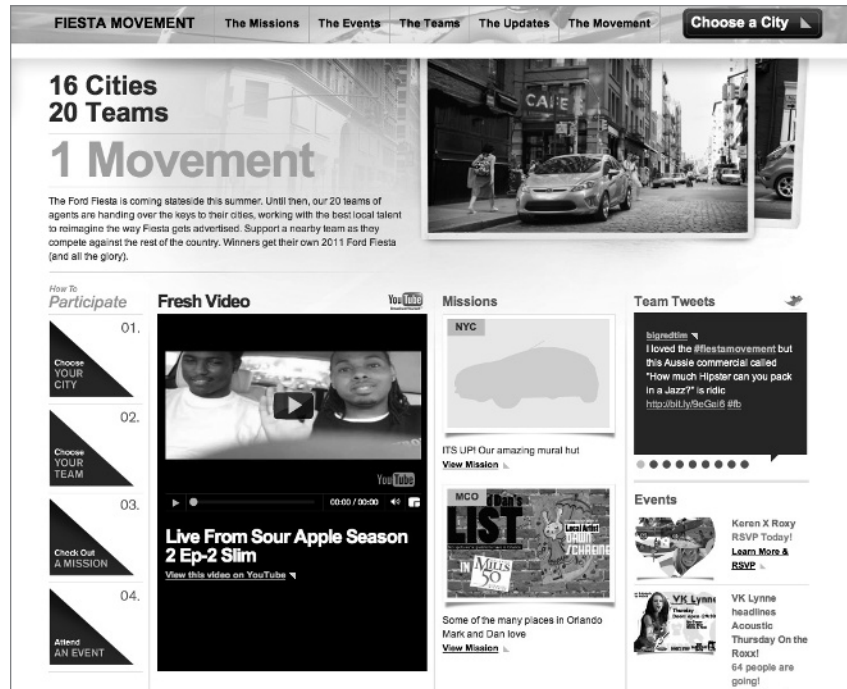 FIESTA MOVEMENT
The Missions
The Events
The Teams
The Updates
The Movement
Choose a City
16 Cities
20 Teams
1 Movement
CAFE
The Ford Fiesta is coming stateside this summer. Until then, our 20 teams of
agents are handing over the keys to their cities, working with the best local talent
to reimagine the way Fiesta gets advertised. Support a nearby team as they
compete against the rest of the country. Winners get their own 2011 Ford Fiesta
(and all the glory).
How To
Participate
01.
Choose
YOUR
CITY
02.
Choose
YOUR
TEAM
03.
Check Out
A MISSION
04.
Attend
AN EVENT
Fresh Video
YouTube
YouTube
00:00 / 00:00
Live From Sour Apple Season
2 Ep-2 Slim
View this video on YouTube
Missions
NYC
ITS UP! Our amazing mural hut
View Mission
MCO
d Dan's
LIST
Local Artist
DAWN
SCHREINE
IN
MILLS
50
Some of the many places in Orlando
Mark and Dan love
View Mission
Team Tweets
bigredtim
I loved the #fiestamovement but
this Aussie commercial called
"How much Hipster can you pack
in a Jazz?" is ridic
http://bit.ly/9eGai6 #fb
Events
Keren X Roxy
RSVP Today!
Learn More &
RSVP
VK Lynne
Thursday
VK Lynne
headlines
Acoustic
Thursday On the
Roxx!
64 people are
going!